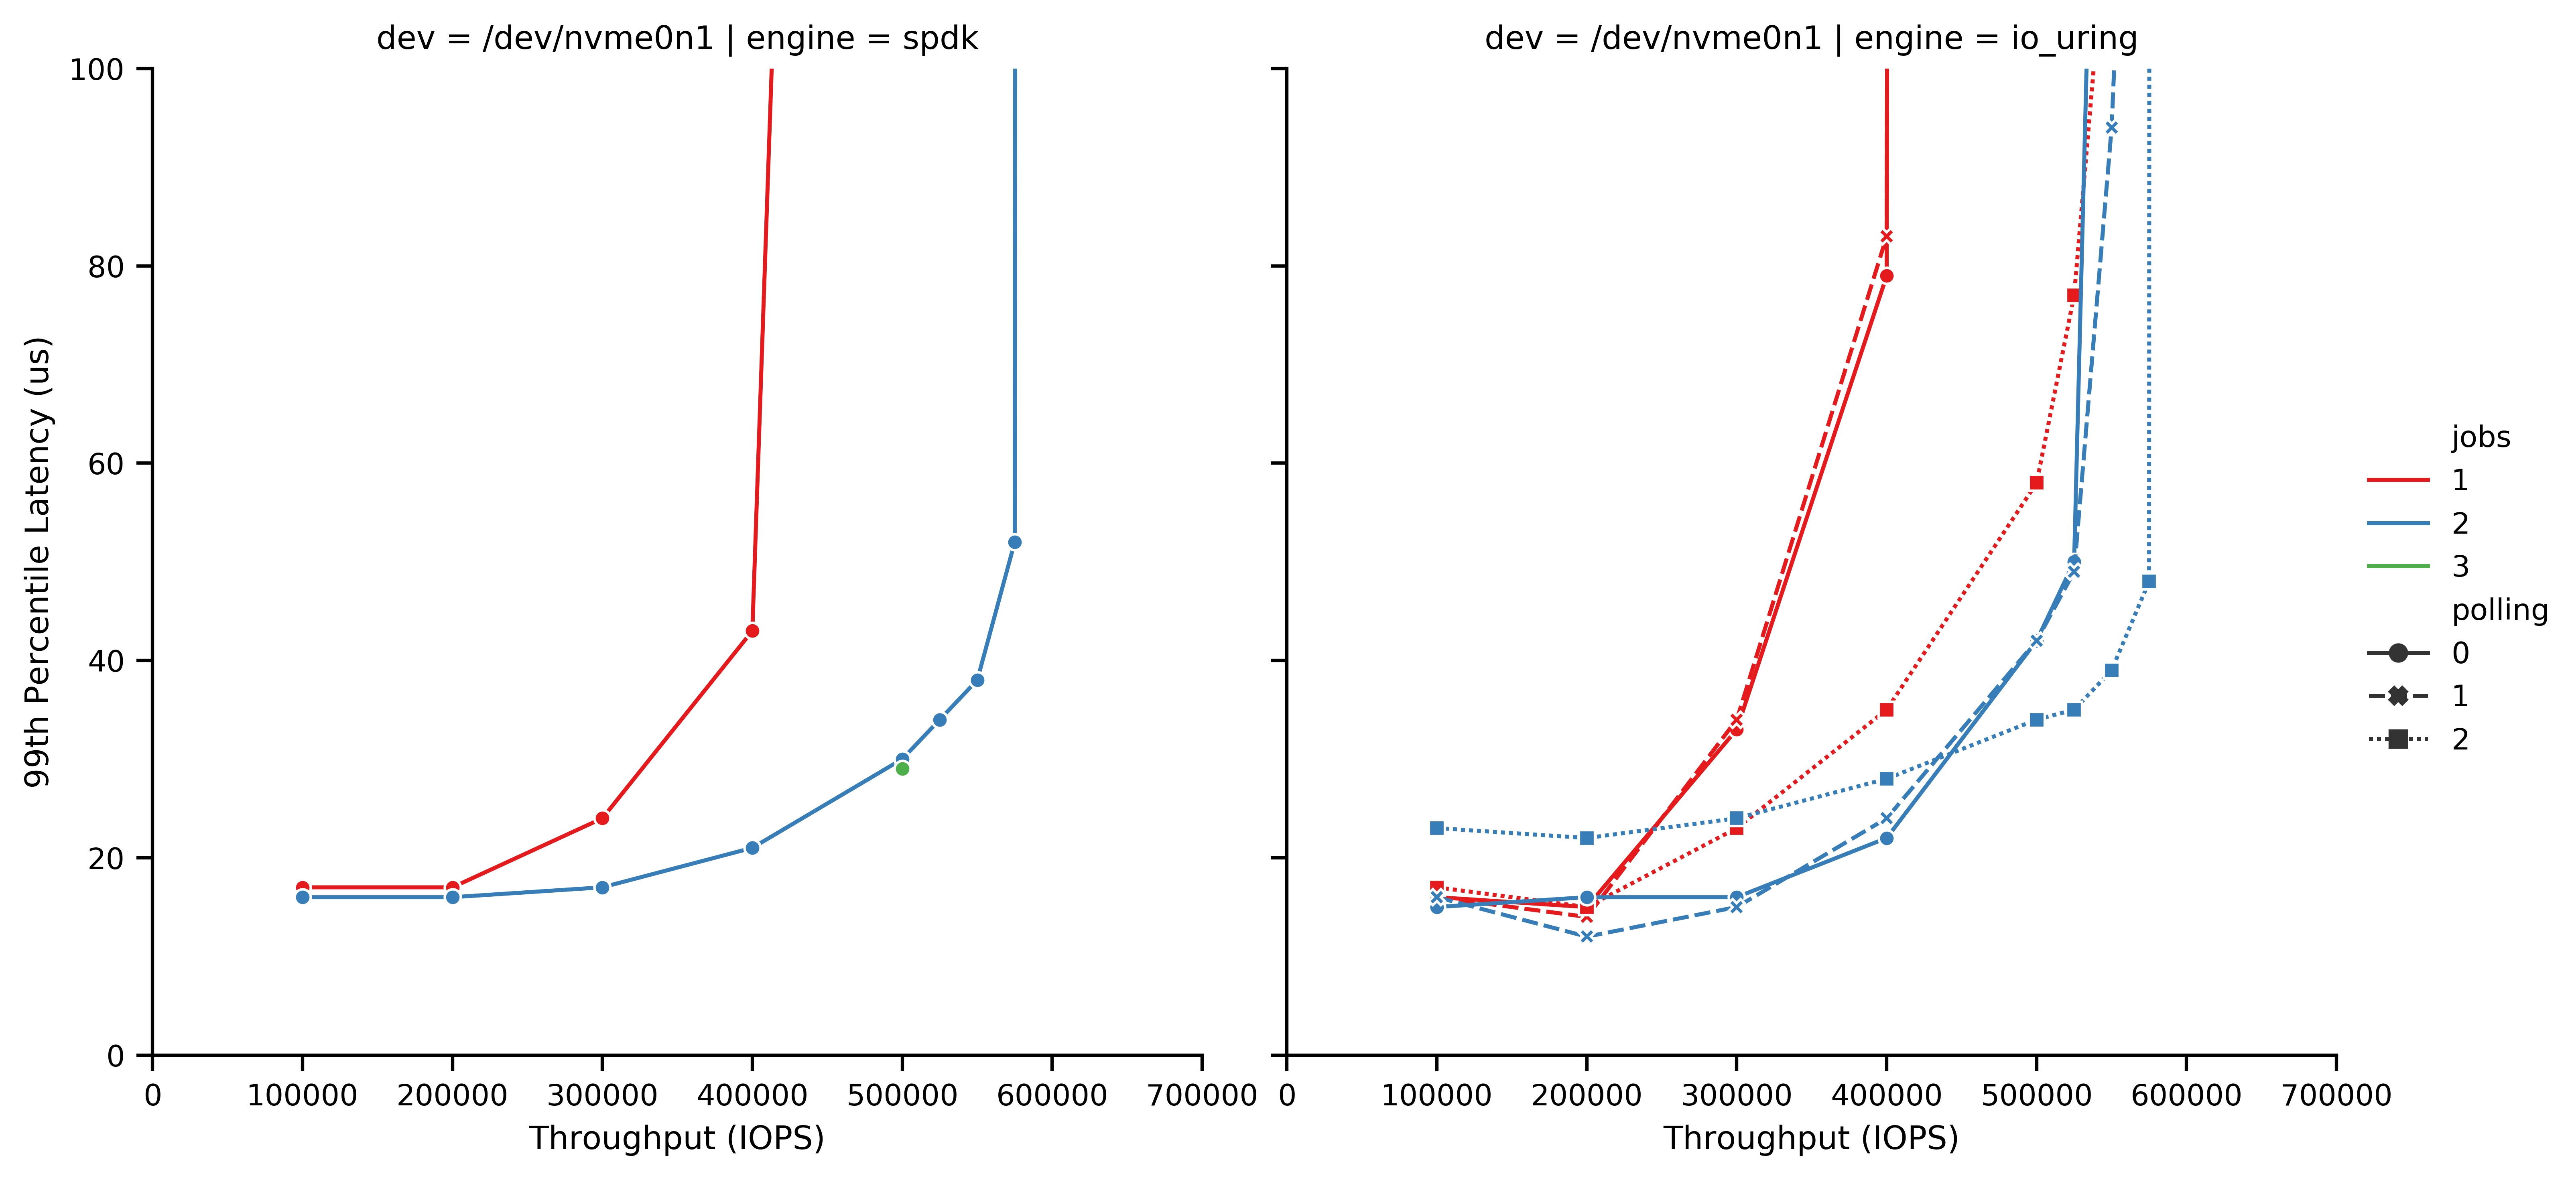 dev = /dev/nvme0n1 | engine = spdk
dev = /dev/nvme0n1 | engine = io_uring
99th Percentile Latency (us)
100
80
60
40
20
0
0 100000 200000 300000 400000 500000 600000 700000
Throughput (IOPS)
0 100000 200000 300000 400000 500000 600000 700000
Throughput (IOPS)
jobs
1
2
3
polling
0
1
2